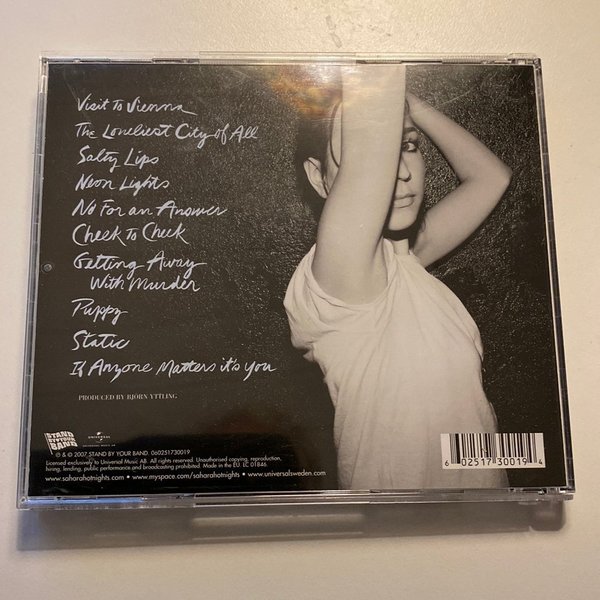 Visit To Vienna
The Loneliest City of All
Salty Lips
Neon Lights
No For an Answer
Cheek To Cheek
Getting Away
With Murder
Puppy
Static
If Anyone Matters it's You
PRODUCED BY BJÖRN YTTLING
STAND BY YOUR BAND
UNIVERSAL
℗ & © 2007 STAND BY YOUR BAND. 060251730019
Licensed exclusively to Universal Music AB. All rights reserved. Unauthorised copying, reproduction,
hiring, lending, public performance and broadcasting prohibited. Made in the EU. LC 01846
www.saharahotnights.com • www.myspace.com/saharahotnights • www.universalsweden.com
6 02517 30019 4